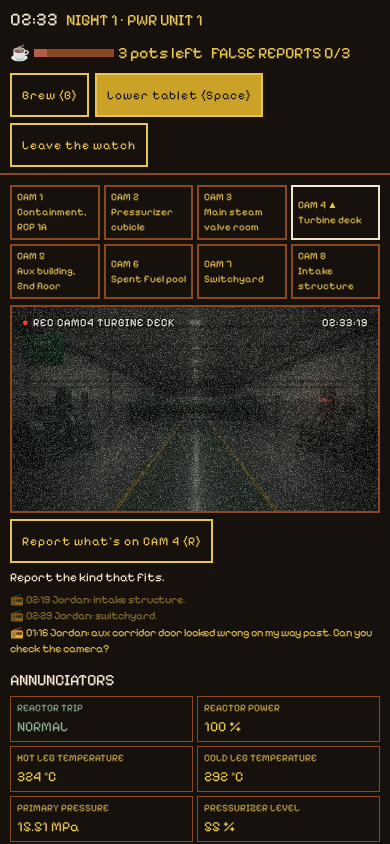 02:33 NIGHT 1 · PWR UNIT 1
3 pots left FALSE REPORTS 0/3
Brew (B) Lower tablet (Space)
Leave the watch
CAM 1 Containment, RCP 1A
CAM 2 Pressurizer cubicle
CAM 3 Main steam valve room
CAM 4 ▲ Turbine deck
CAM 5 Aux building, 2nd floor
CAM 6 Spent fuel pool
CAM 7 Switchyard
CAM 8 Intake structure
REC CAM04 TURBINE DECK 02:33:19
Report what's on CAM 4 (R)
Report the kind that fits.
02:19 Jordan: intake structure.
02:29 Jordan: switchyard.
01:16 Jordan: aux corridor door looked wrong on my way past. Can you
check the camera?
ANNUNCIATORS
REACTOR TRIP
NORMAL
REACTOR POWER
100 %
HOT LEG TEMPERATURE
324 °C
COLD LEG TEMPERATURE
292 °C
PRIMARY PRESSURE
15.51 MPa
PRESSURIZER LEVEL
55 %